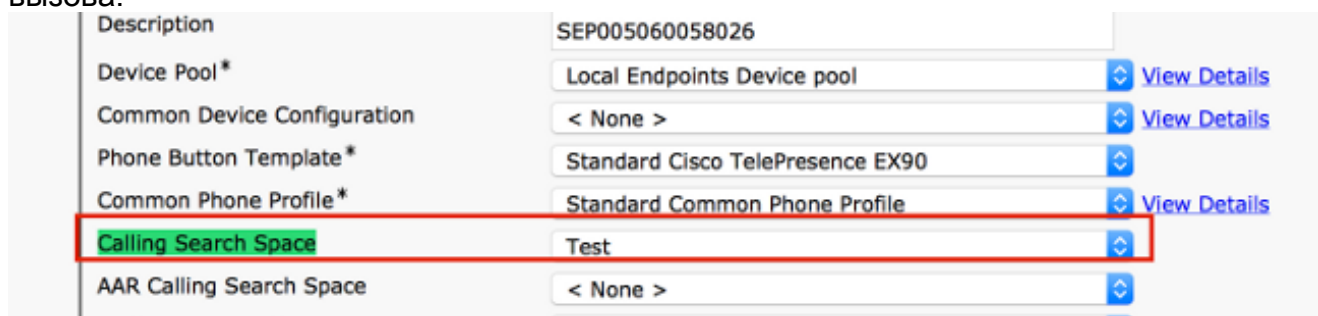 вызова.
Description SEP005060058026
Device Pool* Local Endpoints Device pool View Details
Common Device Configuration < None > View Details
Phone Button Template* Standard Cisco TelePresence EX90
Common Phone Profile* Standard Common Phone Profile View Details
Calling Search Space Test
AAR Calling Search Space < None >